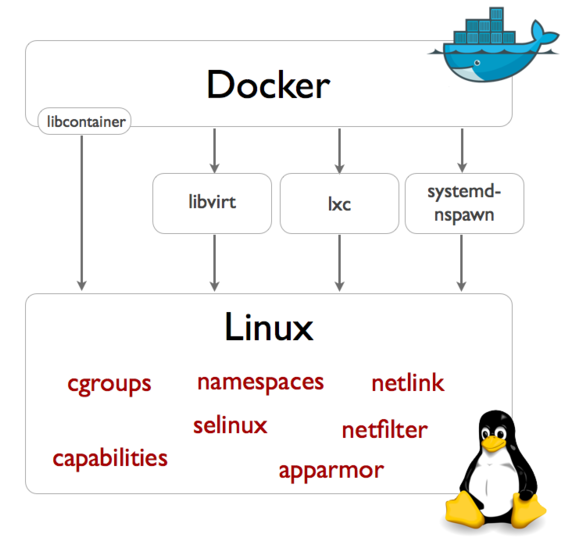 Docker
libcontainer
libvirt
lxc
systemd-
nspawn
Linux
cgroups
namespaces
netlink
selinux
netfilter
capabilities
apparmor